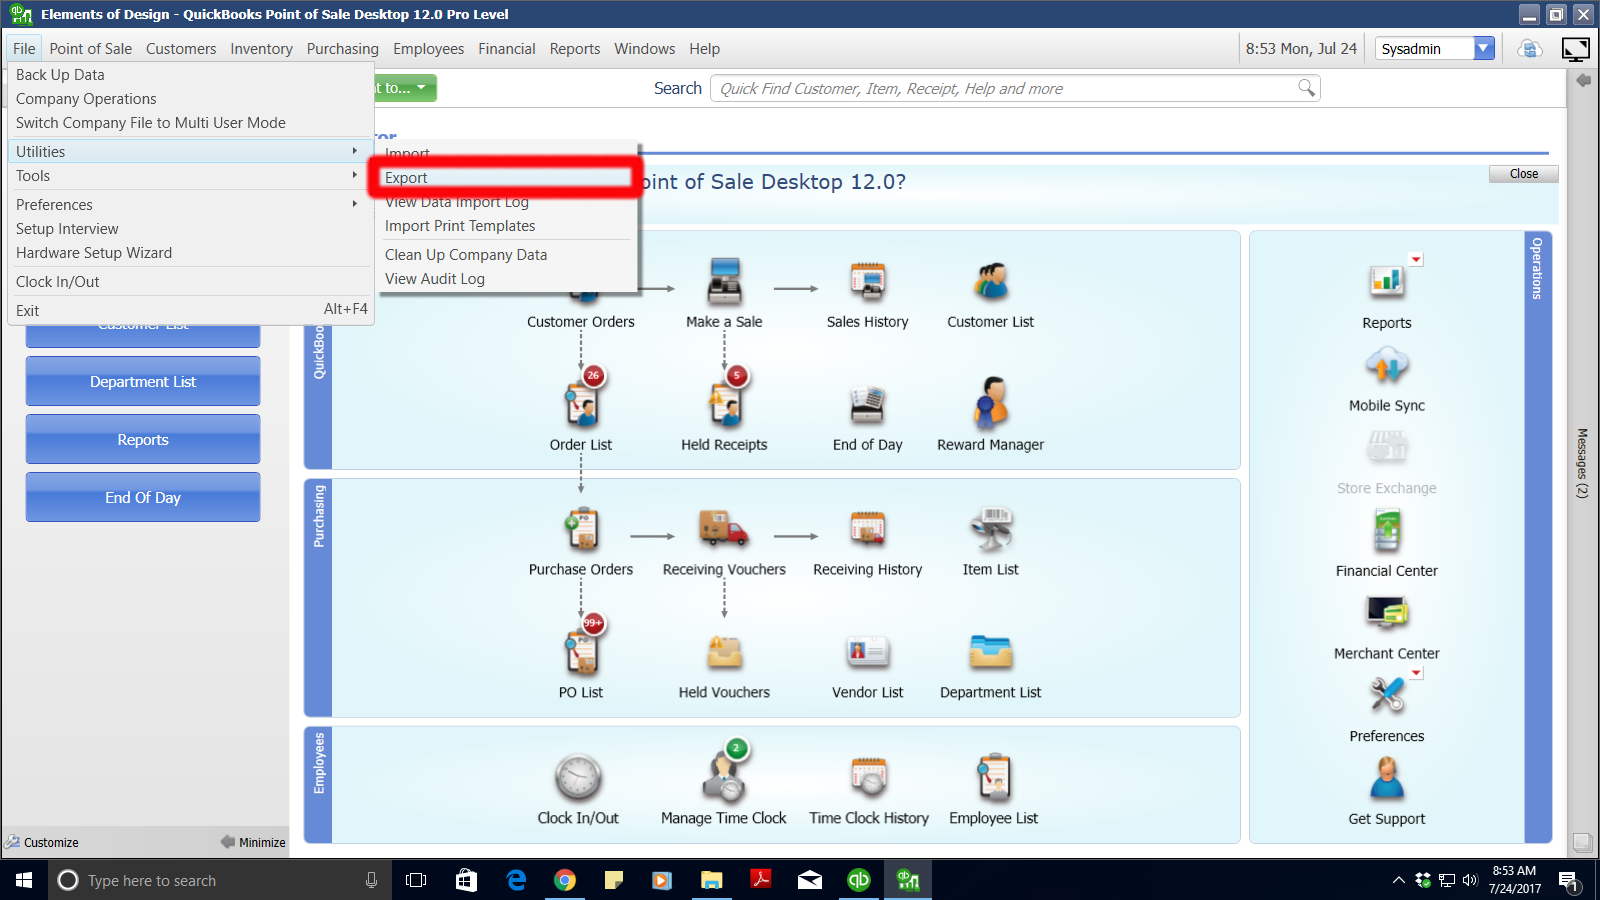 Elements of Design - QuickBooks Point of Sale Desktop 12.0 Pro Level
File Point of Sale Customers Inventory Purchasing Employees Financial Reports Windows Help
8:53 Mon, Jul 24
Sysadmin
Back Up Data
Company Operations
Switch Company File to Multi User Mode
Utilities
Tools
Preferences
Setup Interview
Hardware Setup Wizard
Clock In/Out
Exit Alt+F4
to...
Search
Quick Find Customer, Item, Receipt, Help and more
Import
Export
View Data Import Log
Import Print Templates
Clean Up Company Data
View Audit Log
Point of Sale Desktop 12.0?
Close
Customer List
Department List
Reports
End Of Day
Customize
Minimize
Customer Orders
Make a Sale
Sales History
Customer List
26
5
Order List
Held Receipts
End of Day
Reward Manager
Purchasing
Purchase Orders
Receiving Vouchers
Receiving History
Item List
99+
PO List
Held Vouchers
Vendor List
Department List
Employees
2
Clock In/Out
Manage Time Clock
Time Clock History
Employee List
Operations
Reports
Mobile Sync
Store Exchange
Financial Center
Merchant Center
Preferences
Get Support
Messages (2)
Type here to search
8:53 AM
7/24/2017
1